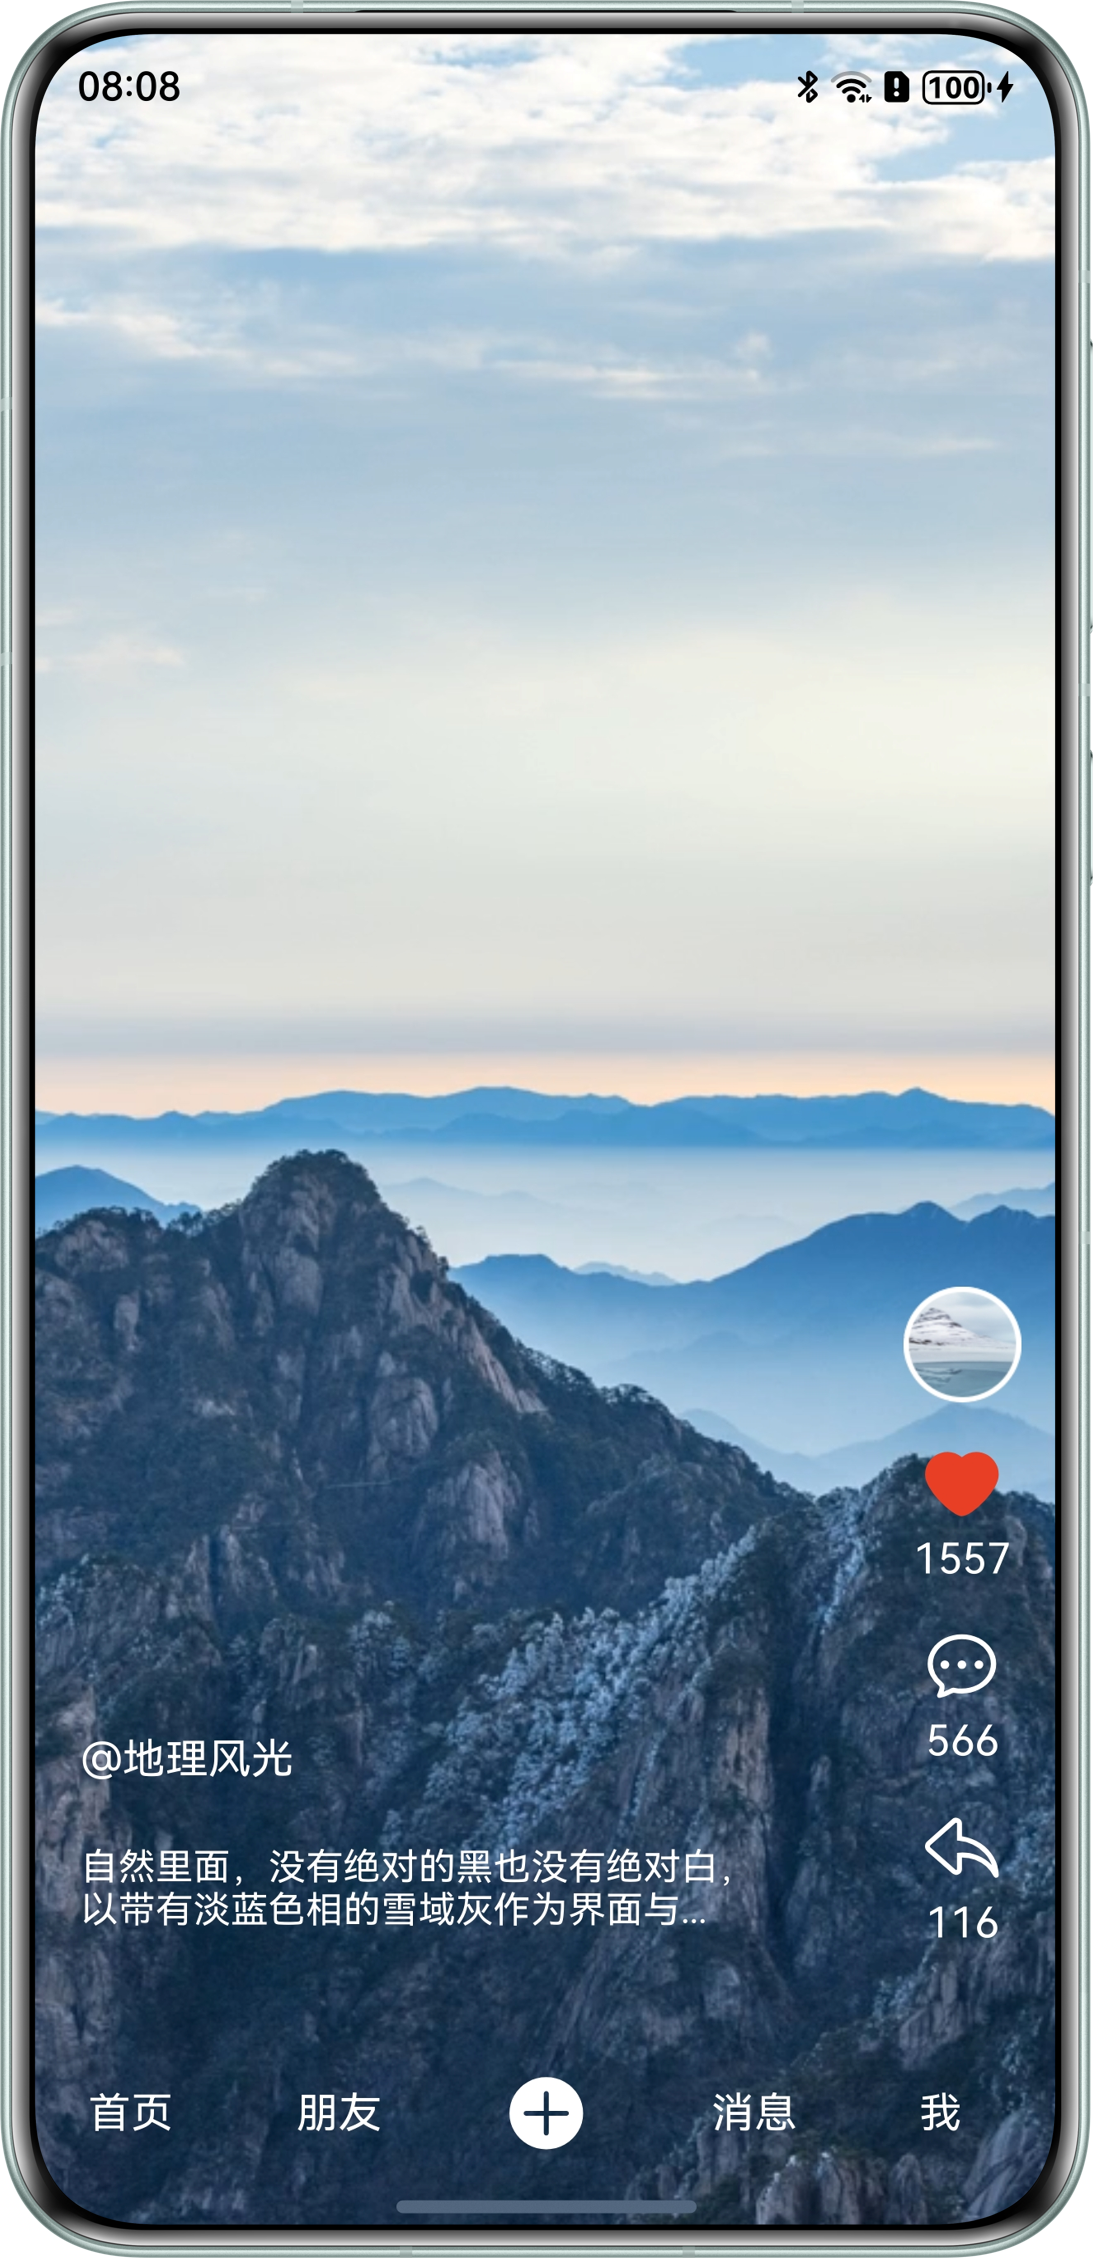 08:08
100
1557
566
@地理风光
自然里面，没有绝对的黑也没有绝对白，
以带有淡蓝色相的雪域灰作为界面与...
116
首页 朋友 消息 我